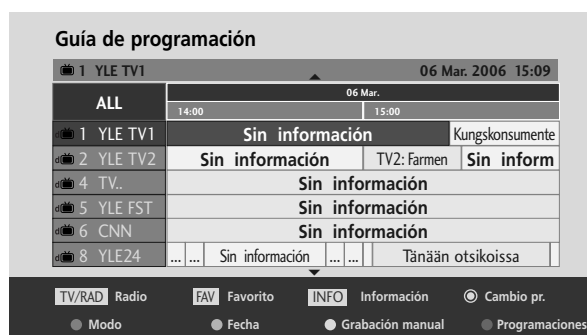 Guía de programación
1 YLE TV1 06 Mar. 2006 15:09
ALL 06 Mar.
14:00 15:00
1 YLE TV1 Sin información Kungskonsumente
2 YLE TV2 Sin información TV2: Farmen Sin inform
4 TV.. Sin información
5 YLE FST Sin información
6 CNN Sin información
8 YLE24 ... ... Sin información ... ... Tänään otsikoissa
TV/RAD Radio FAV Favorito INFO Información Cambio pr.
Modo Fecha Grabación manual Programaciones